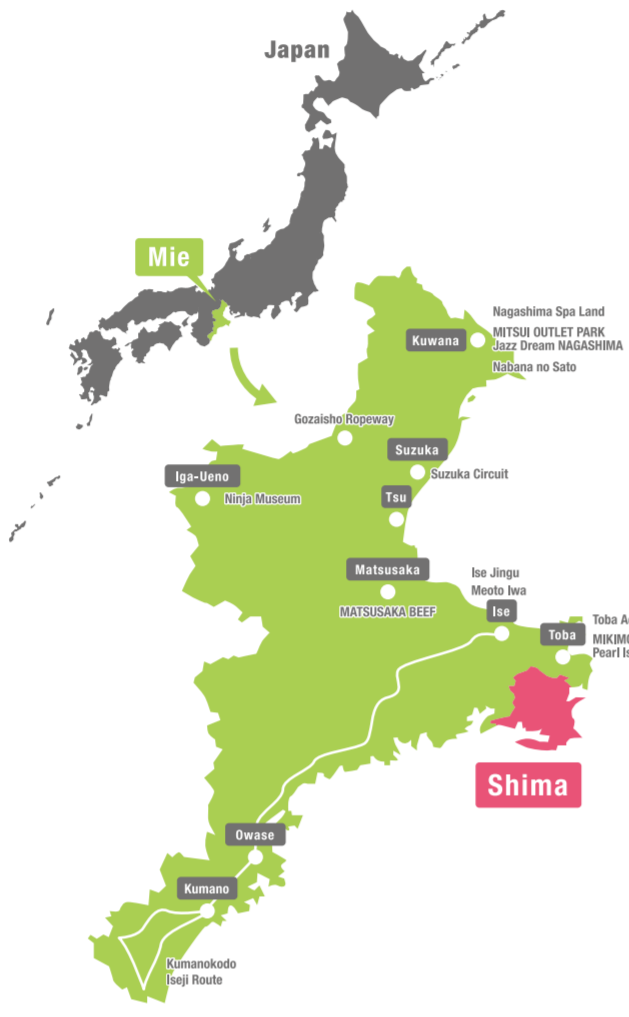 Japan
Mie
Nagashima Spa Land
MITSUI OUTLET PARK
Jazz Dream NAGASHIMA
Kuwana
Nabana no Sato
Gozaisho Ropeway
Suzuka
Suzuka Circuit
Iga-Ueno
Ninja Museum
Tsu
Matsusaka
MATSUSAKA BEEF
Ise Jingu
Meoto Iwa
Ise
Toba
Toba
Pearl
Shima
Owase
Kumano
Kumanokodo
Iseji Route